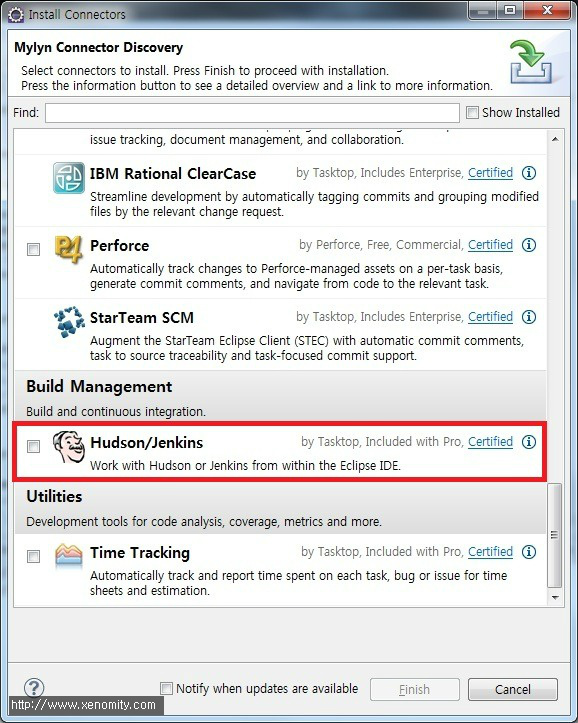 Install Connectors
Mylyn Connector Discovery
Select connectors to install. Press Finish to proceed with installation.
Press the information button to see a detailed overview and a link to more information.
Find:
Show Installed
issue tracking, document management, and collaboration.
IBM Rational ClearCase
by Tasktop, Includes Enterprise, Certified
Streamline development by automatically tagging commits and grouping modified
files by the relevant change request.
Perforce
by Perforce, Free, Commercial, Certified
Automatically track changes to Perforce-managed assets on a per-task basis,
generate commit comments, and navigate from code to the relevant task.
StarTeam SCM
by Tasktop, Includes Enterprise, Certified
Augment the StarTeam Eclipse Client (STEC) with automatic commit comments,
task to source traceability and task-focused commit support.
Build Management
Build and continuous integration.
Hudson/Jenkins
by Tasktop, Included with Pro, Certified
Work with Hudson or Jenkins from within the Eclipse IDE.
Utilities
Development tools for code analysis, coverage, metrics and more.
Time Tracking
by Tasktop, Included with Pro, Certified
Automatically track and report time spent on each task, bug or issue for time
sheets and estimation.
Notify when updates are available
Finish
Cancel
http://www.xenomity.com